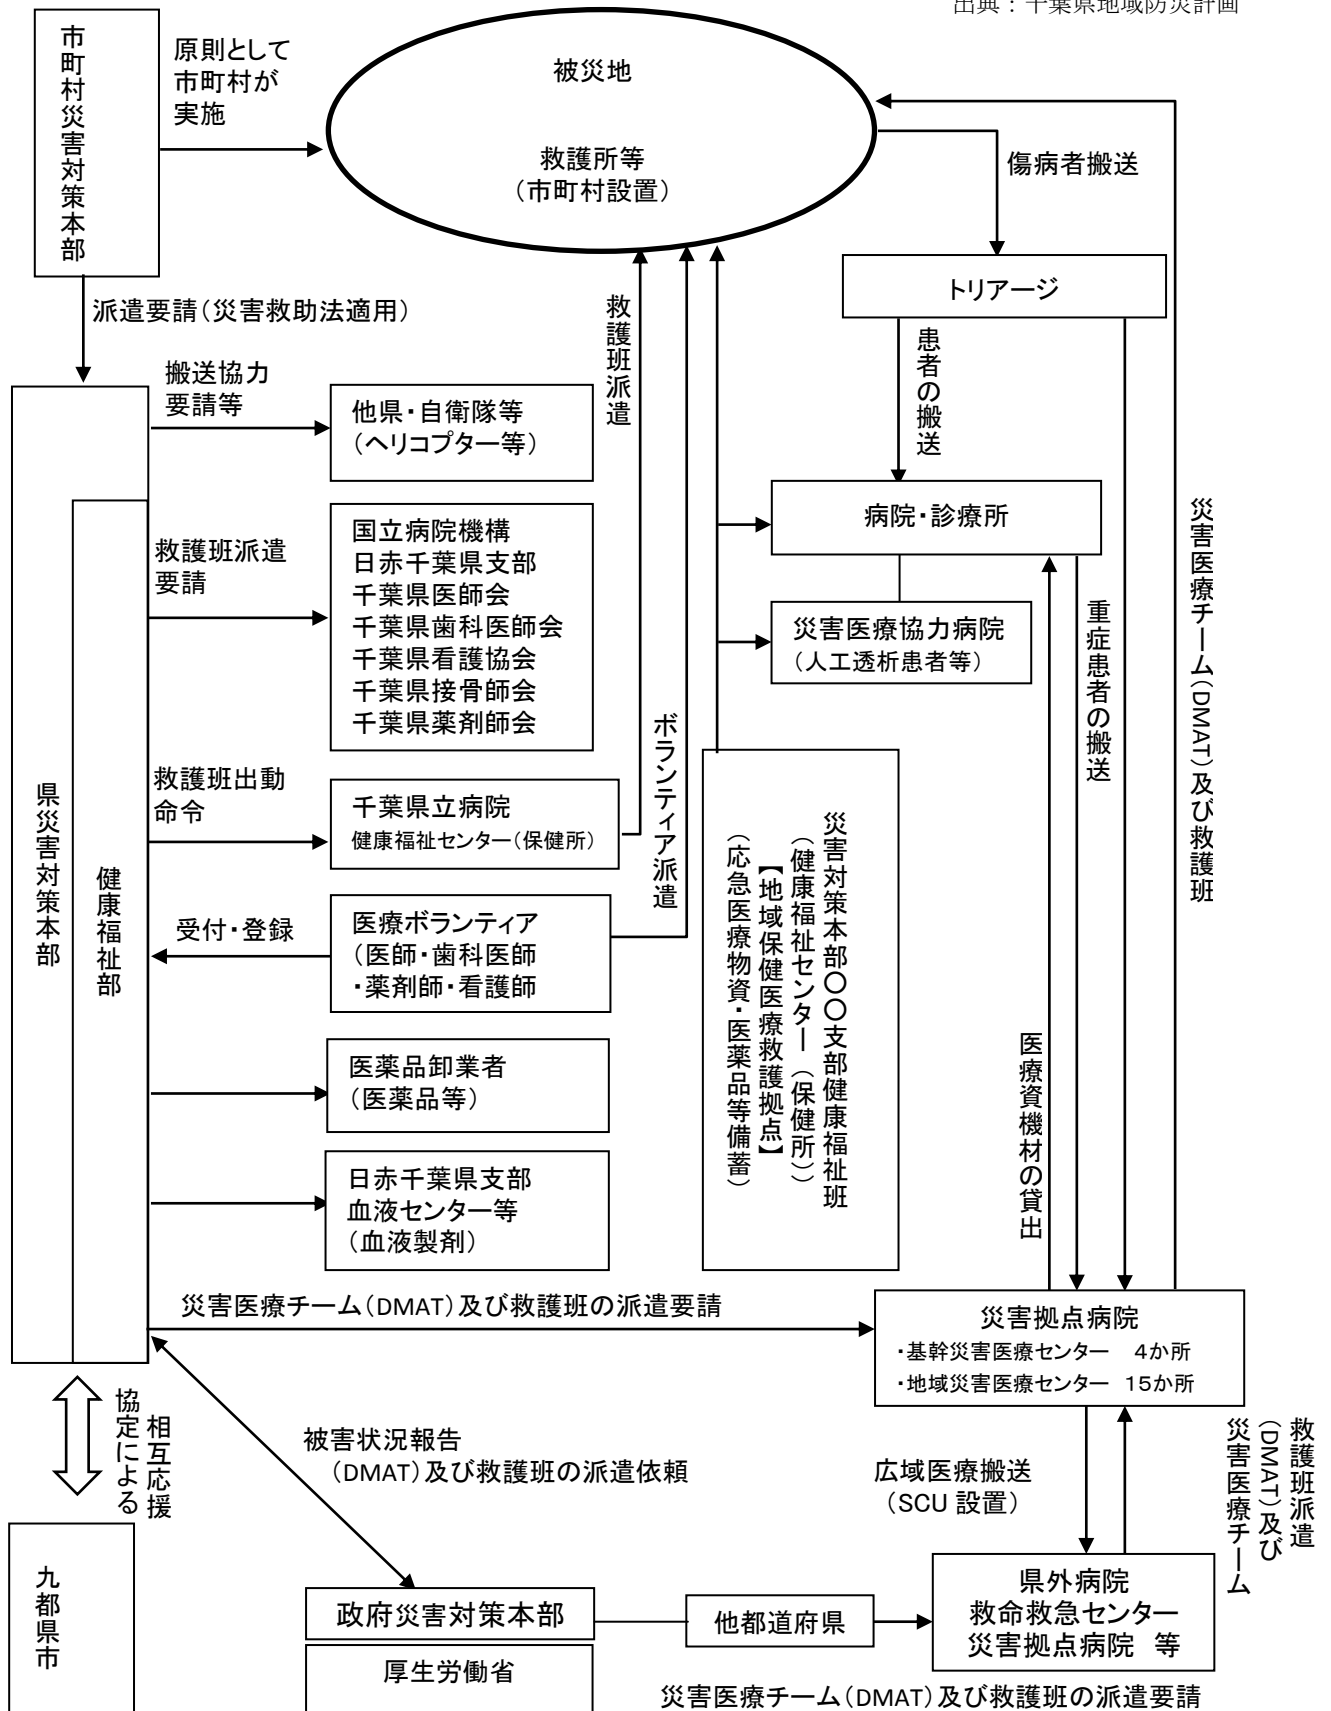 出典：千葉県地域防災計画
市町村災害対策本部
原則として
市町村が
実施
被災地
救護所等
（市町村設置）
傷病者搬送
トリアージ
派遣要請（災害救助法適用）
救護班派遣
患者の搬送
搬送協力
要請等
他県・自衛隊等
（ヘリコプター等）
病院・診療所
災害医療チーム（DMAT）及び救護班
救護班派遣
要請
国立病院機構
日赤千葉県支部
千葉県医師会
千葉県歯科医師会
千葉県看護協会
千葉県接骨師会
千葉県薬剤師会
災害医療協力病院
（人工透析患者等）
重症患者の搬送
ボランティア派遣
県災害対策本部
健康福祉部
救護班出動
命令
千葉県立病院
健康福祉センター（保健所）
受付・登録
医療ボランティア
（医師・歯科医師
・薬剤師・看護師
災害対策本部〇〇支部健康福祉班
（健康福祉センター（保健所））
【地域保健医療救護拠点】
（応急医療物資・医薬品等備蓄）
医薬品卸業者
（医薬品等）
医療資機材の貸出
日赤千葉県支部
血液センター等
（血液製剤）
災害医療チーム（DMAT）及び救護班の派遣要請
災害拠点病院
・基幹災害医療センター　4か所
・地域災害医療センター　15か所
相互応援
協定による
被害状況報告
（DMAT）及び救護班の派遣依頼
広域医療搬送
（SCU 設置）
救護班派遣
（DMAT）及び
災害医療チーム
九都県市
政府災害対策本部
厚生労働省
他都道府県
県外病院
救命救急センター
災害拠点病院　等
災害医療チーム（DMAT）及び救護班の派遣要請